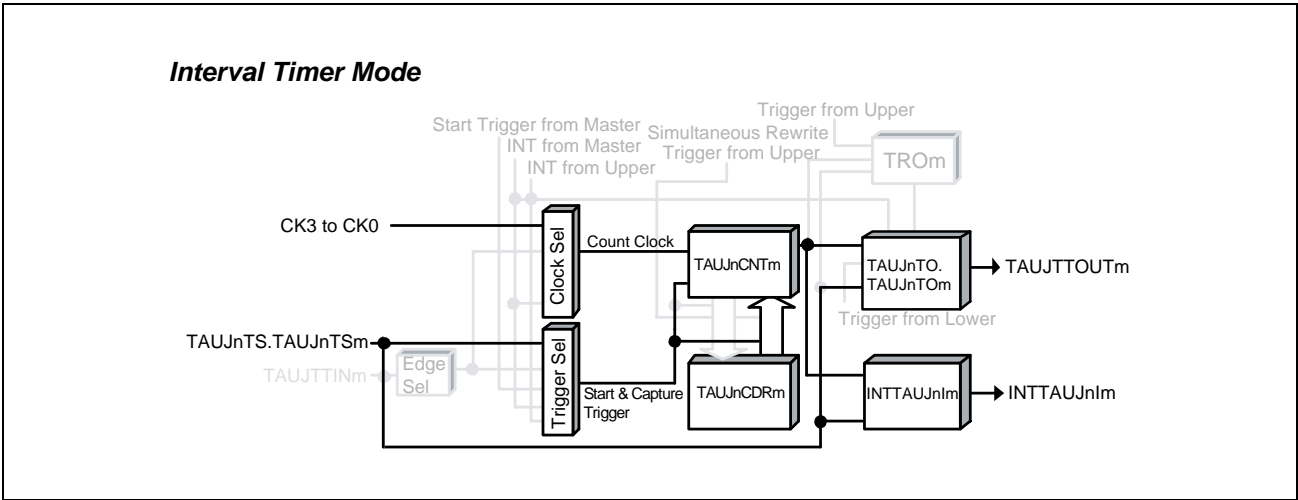 Interval Timer Mode
Trigger from Upper
Start Trigger from Master
INT from Master
INT from Upper
Simultaneous Rewrite
Trigger from Upper
TROm
CK3 to CK0
Clock Sel
Count Clock
TAUJnCNTm
TAUJnTO.
TAUJnTOm
TAUJTTOUTm
Trigger from Lower
TAUJnTS.TAUJnTSm
TAUJTTINm
Edge
Sel
Trigger Sel
Start & Capture
Trigger
TAUJnCDRm
INTTAUJnIm
INTTAUJnIm